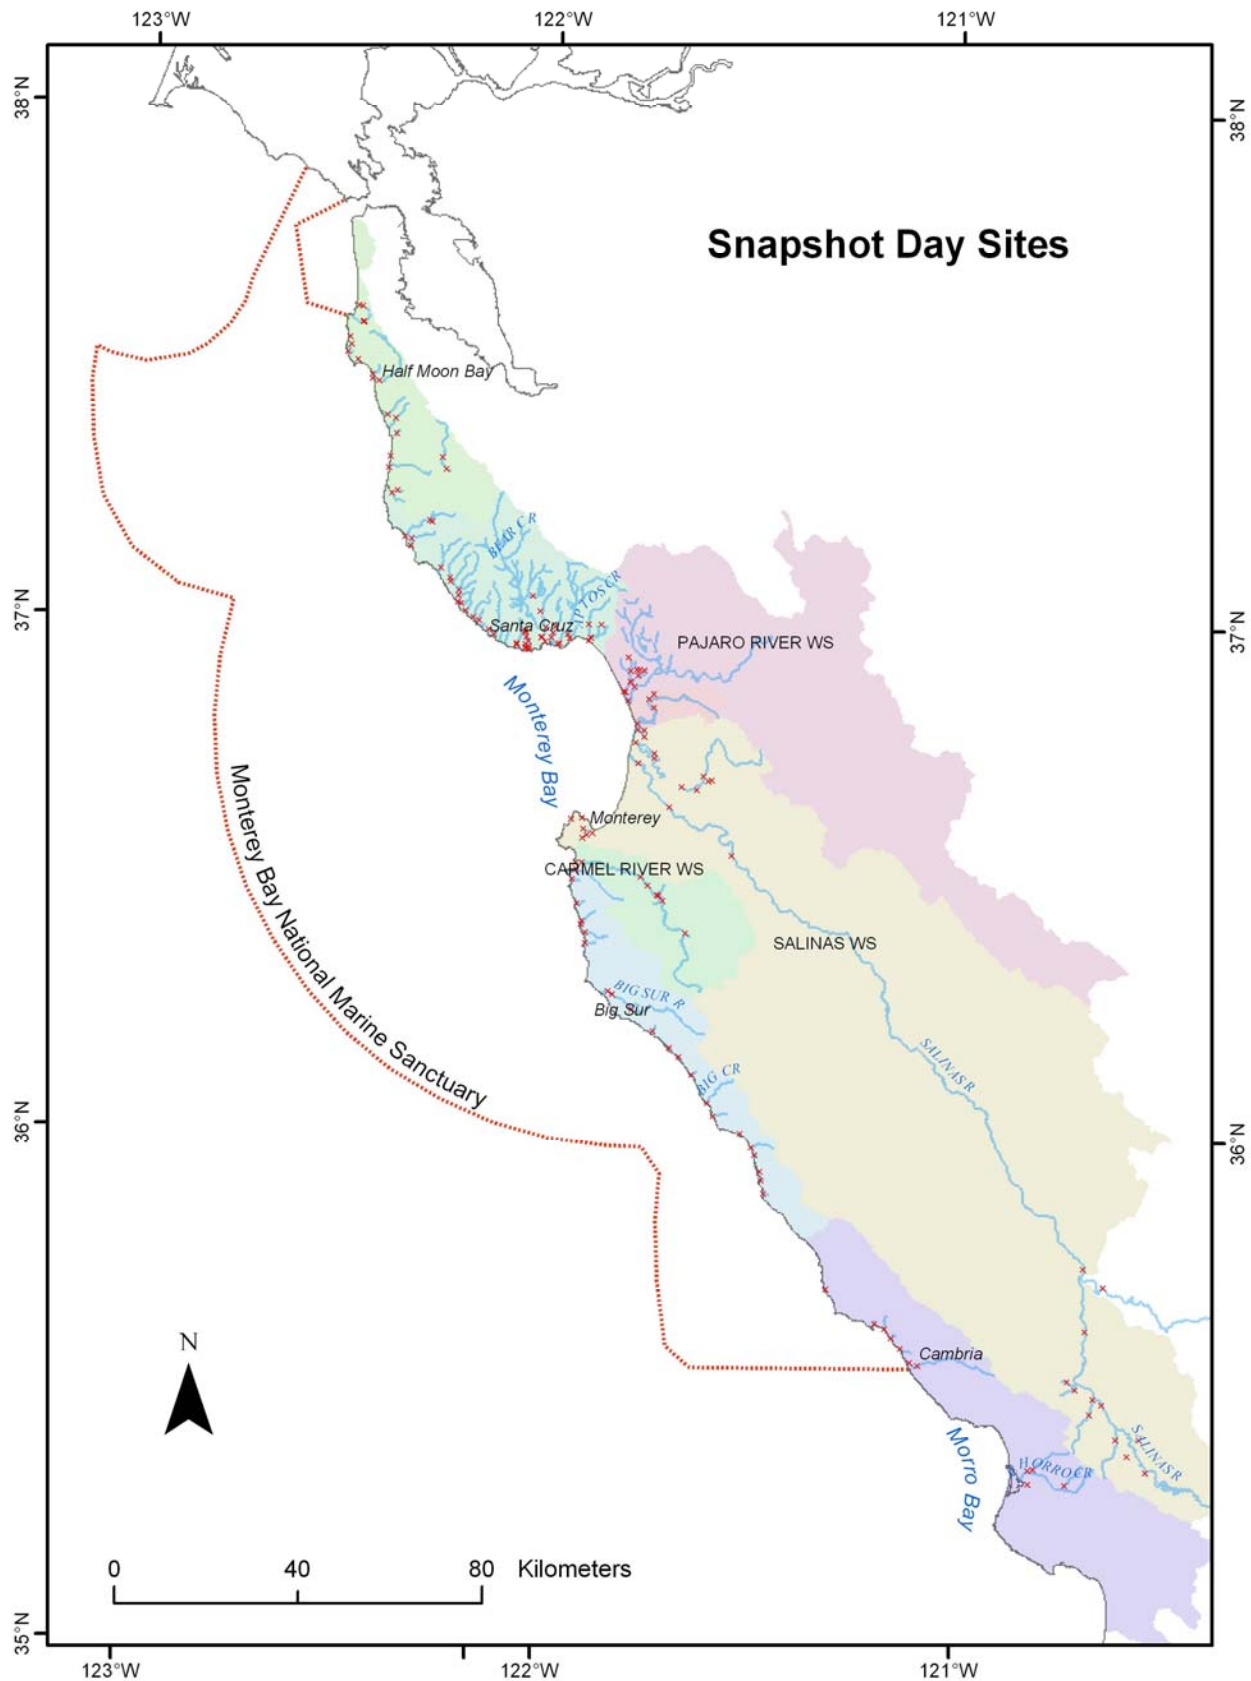 123°W 122°W 121°W
38°N
38°N
Snapshot Day Sites
Half Moon Bay
BEAR CR
APTOS CR
37°N
Santa Cruz
37°N
PAJARO RIVER WS
Monterey Bay
Monterey
Monterey Bay National Marine Sanctuary
CARMEL RIVER WS
SALINAS WS
BIG SUR R
Big Sur
SALINAS R
BIG CR
36°N
36°N
N
Cambria
Morro Bay
HORRO CR
SALINAS R
0 40 80 Kilometers
35°N
123°W 122°W 121°W